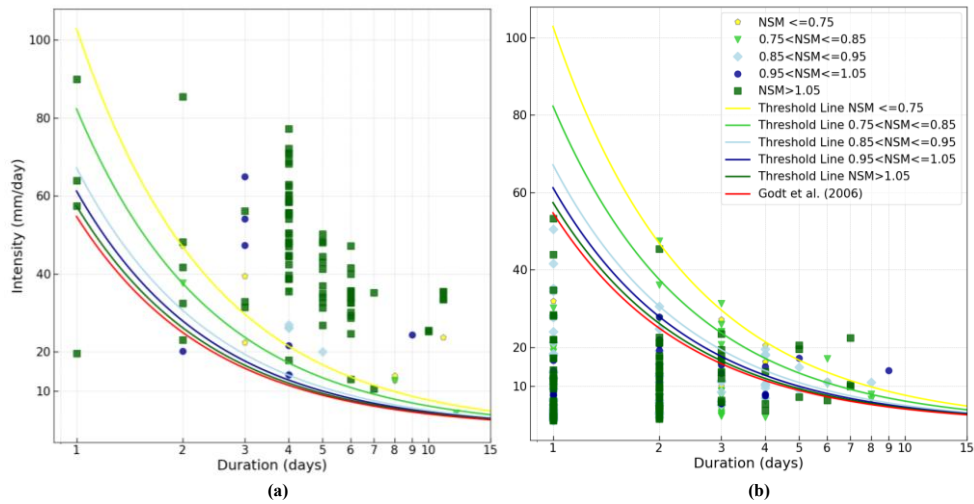 100
80
60
40
20
10
Intensity (mm/day)
1
2
3
4
5
6
7
8
9
10
15
Duration (days)
(a)
100
80
60
40
20
10
NSM <=0.75
0.75<NSM<=0.85
0.85<NSM<=0.95
0.95<NSM<=1.05
NSM>1.05
Threshold Line NSM <=0.75
Threshold Line 0.75<NSM<=0.85
Threshold Line 0.85<NSM<=0.95
Threshold Line 0.95<NSM<=1.05
Threshold Line NSM>1.05
Godt et al. (2006)
1
2
3
4
5
6
7
8
9
10
15
Duration (days)
(b)